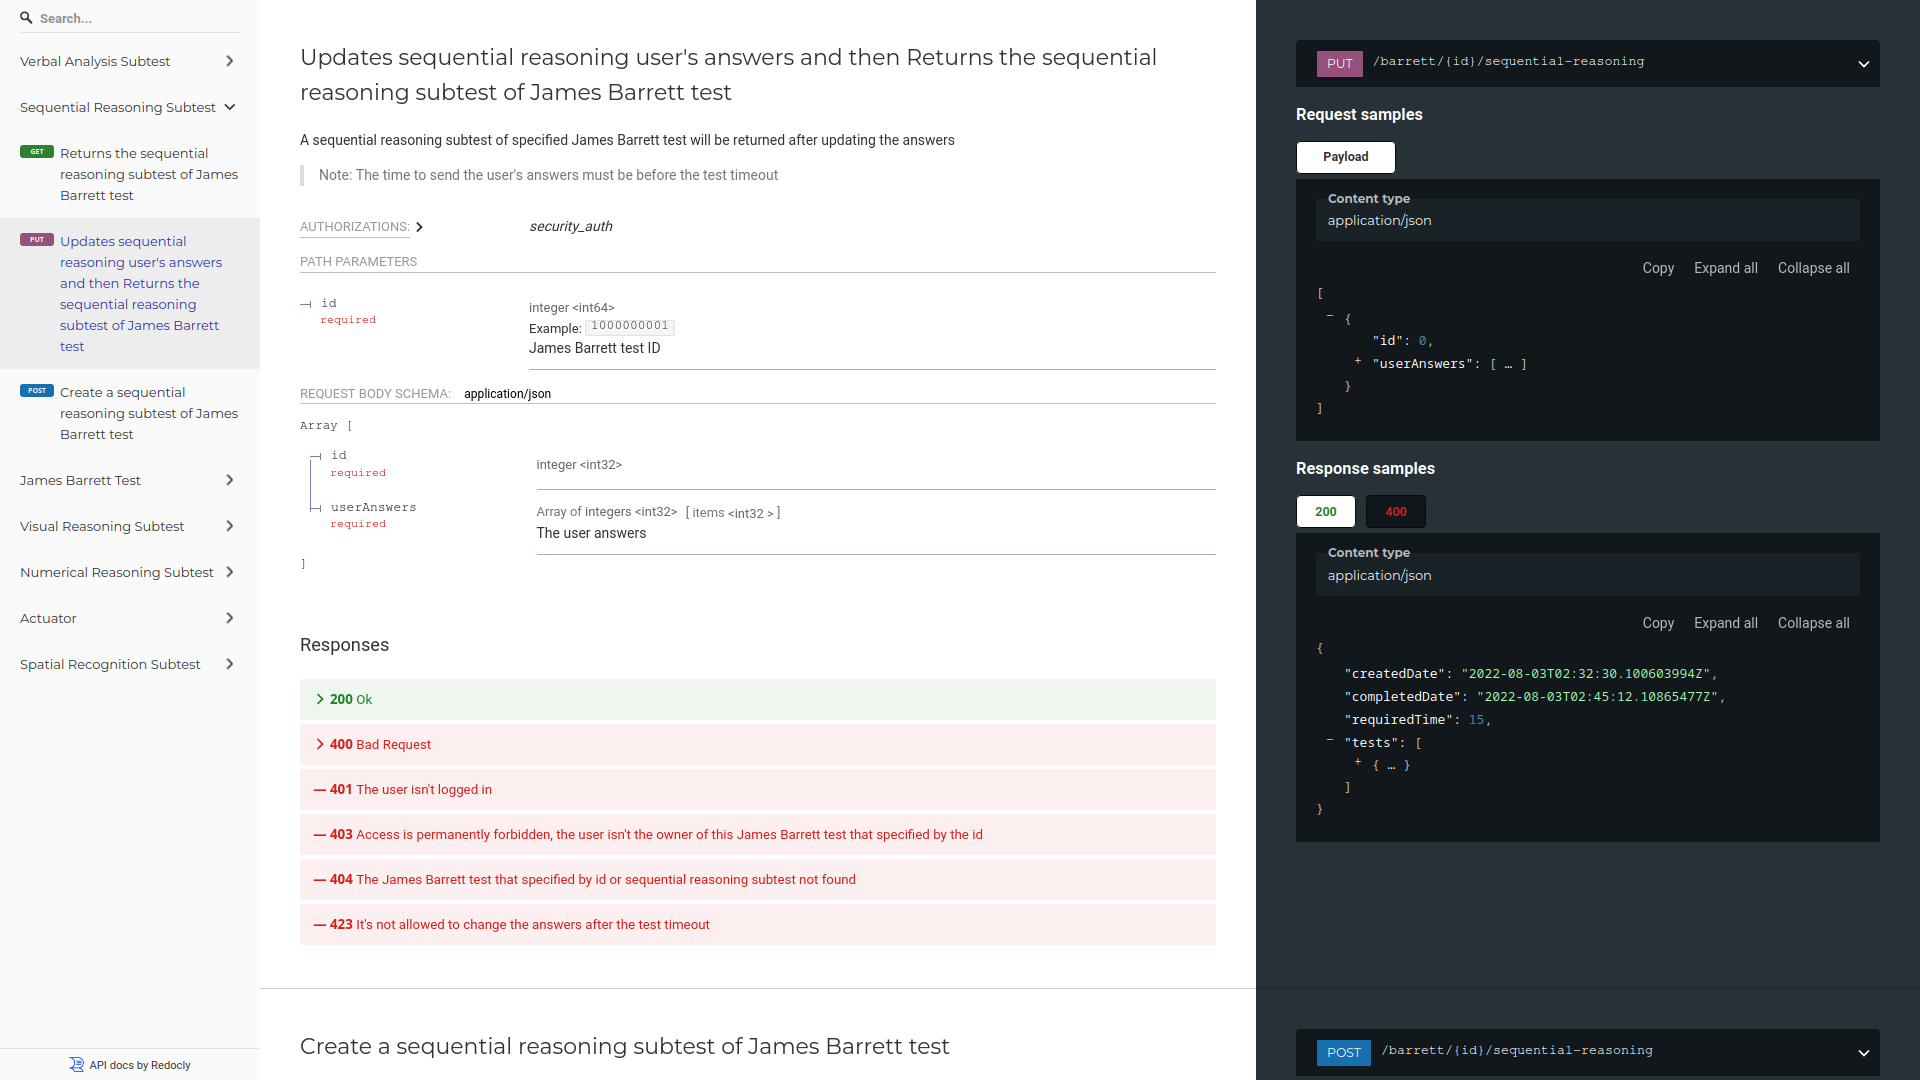 Search...
Verbal Analysis Subtest
Sequential Reasoning Subtest
GET
Returns the sequential
reasoning subtest of James
Barrett test
PUT
Updates sequential
reasoning user's answers
and then Returns the
sequential reasoning
subtest of James Barrett
test
POST
Create a sequential
reasoning subtest of James
Barrett test
James Barrett Test
Visual Reasoning Subtest
Numerical Reasoning Subtest
Actuator
Spatial Recognition Subtest
API docs by Redocly
Updates sequential reasoning user's answers and then Returns the sequential
reasoning subtest of James Barrett test
A sequential reasoning subtest of specified James Barrett test will be returned after updating the answers
Note: The time to send the user's answers must be before the test timeout
AUTHORIZATIONS: security_auth
PATH PARAMETERS
id
required
integer <int64>
Example: 1000000001
James Barrett test ID
REQUEST BODY SCHEMA: application/json
Array [
id
required
integer <int32>
userAnswers
required
Array of integers <int32> [ items <int32 > ]
The user answers
]
Responses
200 Ok
400 Bad Request
— 401 The user isn't logged in
— 403 Access is permanently forbidden, the user isn't the owner of this James Barrett test that specified by the id
— 404 The James Barrett test that specified by id or sequential reasoning subtest not found
— 423 It's not allowed to change the answers after the test timeout
Create a sequential reasoning subtest of James Barrett test
PUT /barrett/{id}/sequential-reasoning
Request samples
Payload
Content type
application/json
Copy Expand all Collapse all
[
- {
"id": 0,
+ "userAnswers": [ … ]
}
]
Response samples
200 400
Content type
application/json
Copy Expand all Collapse all
{
"createdDate": "2022-08-03T02:32:30.100603994Z",
"completedDate": "2022-08-03T02:45:12.10865477Z",
"requiredTime": 15,
- "tests": [
+ { … }
]
}
POST /barrett/{id}/sequential-reasoning